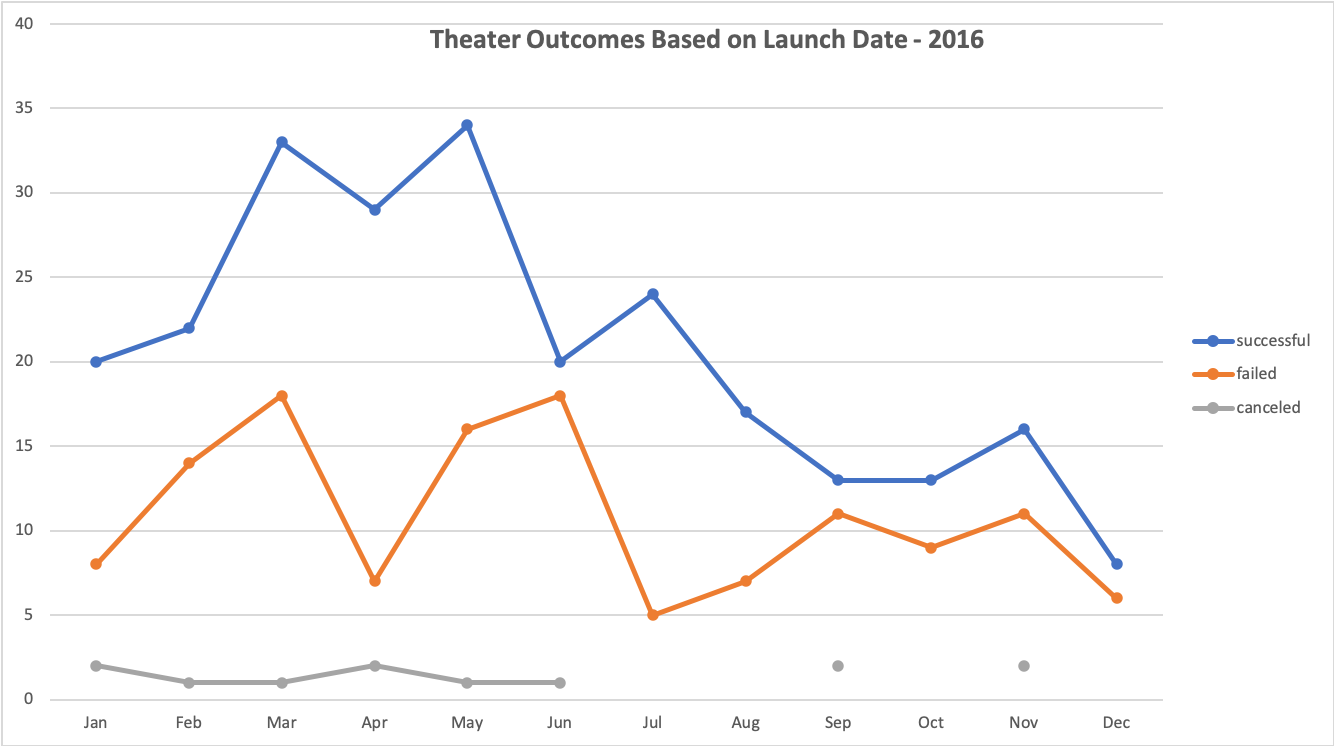 Theater Outcomes Based on Launch Date - 2016
40
35
30
25
20
15
10
5
0
Jan Feb Mar Apr May Jun Jul Aug Sep Oct Nov Dec
successful
failed
canceled